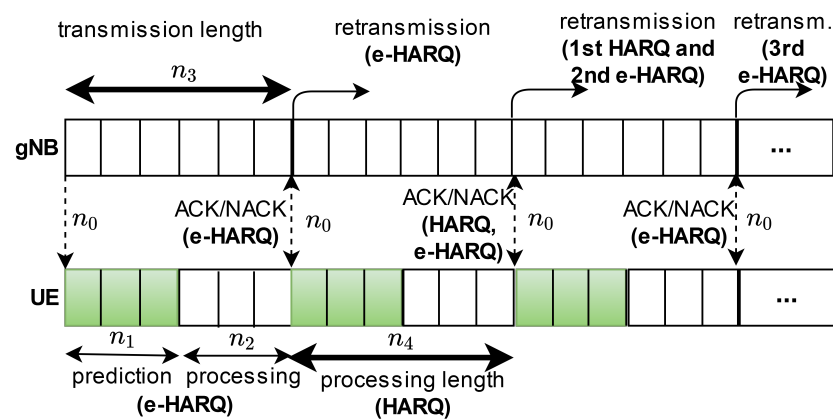 transmission length
n3
retransmission
(e-HARQ)
retransmission
(1st HARQ and
2nd e-HARQ)
retransm.
(3rd
e-HARQ)
gNB
...
n0
ACK/NACK
(e-HARQ)
n0
ACK/NACK
(HARQ,
e-HARQ)
n0
ACK/NACK
(e-HARQ)
n0
UE
...
n1
n2
n4
prediction
processing
(e-HARQ)
processing length
(HARQ)